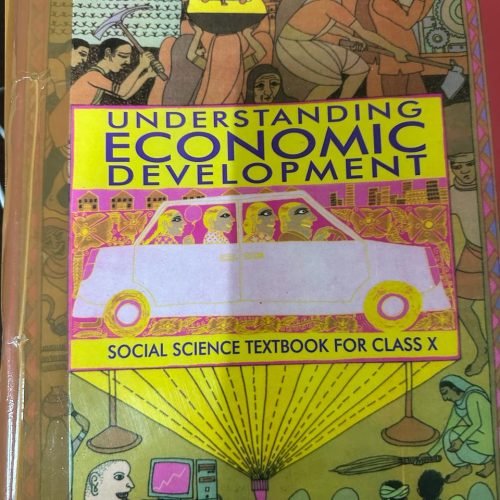 UNDERSTANDING
ECONOMIC
DEVELOPMENT
SOCIAL SCIENCE TEXTBOOK FOR CLASS X